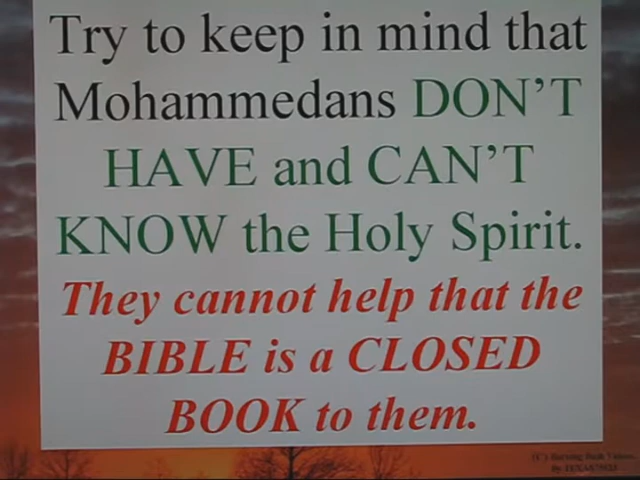 Try to keep in mind that
Mohammedans DON'T
HAVE and CAN'T
KNOW the Holy Spirit.
They cannot help that the
BIBLE is a CLOSED
BOOK to them.